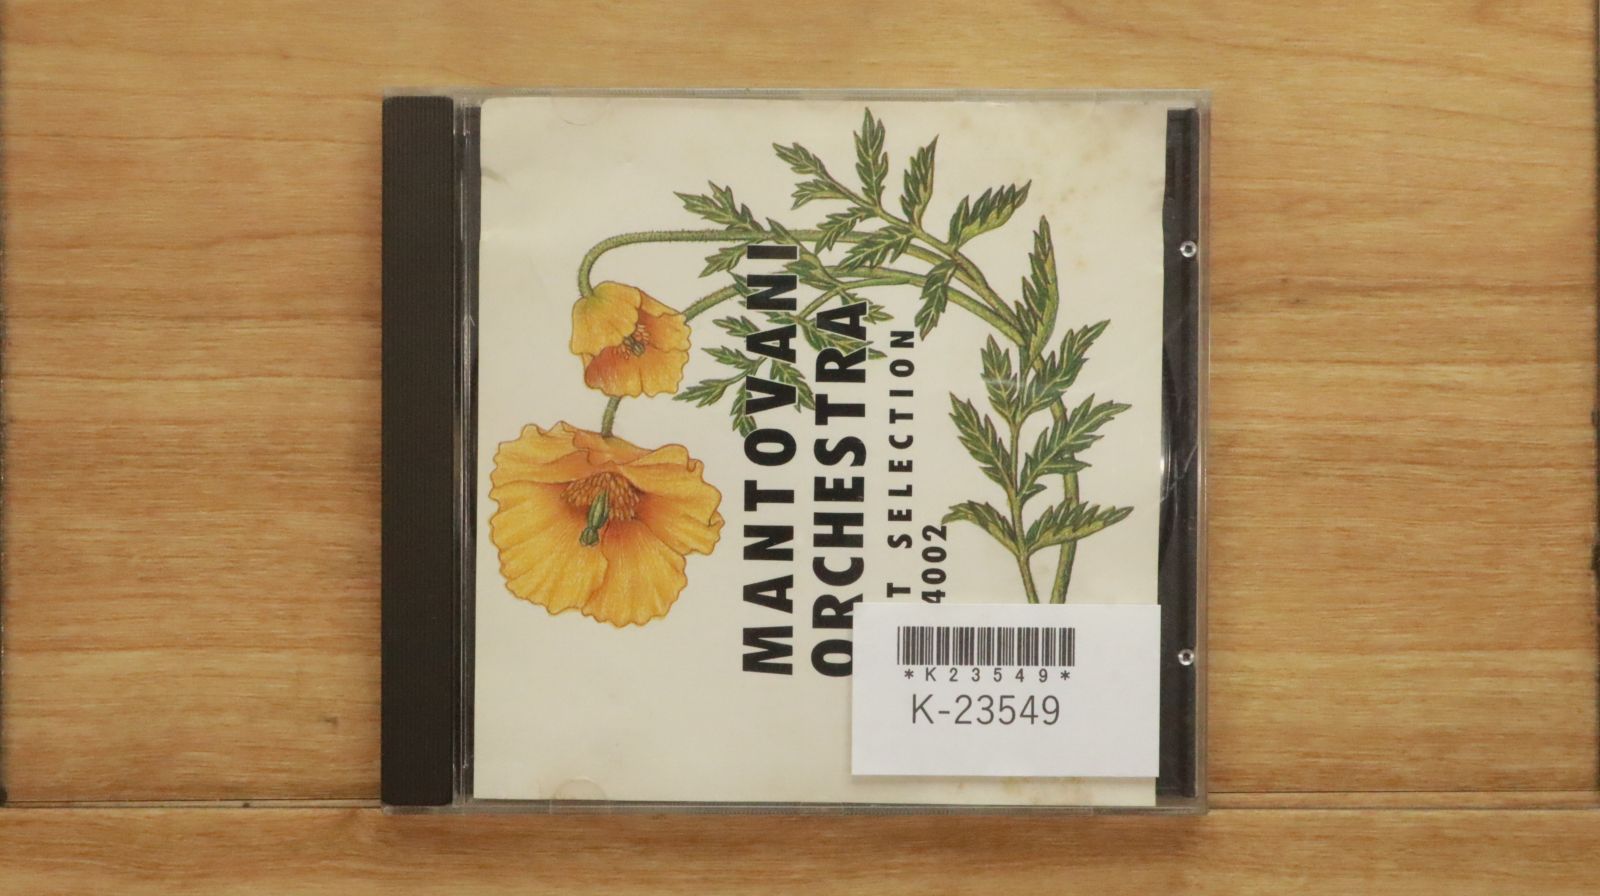 MANTOVANI
ORCHESTRA
T SELECTION
4002
*K23549*
K-23549